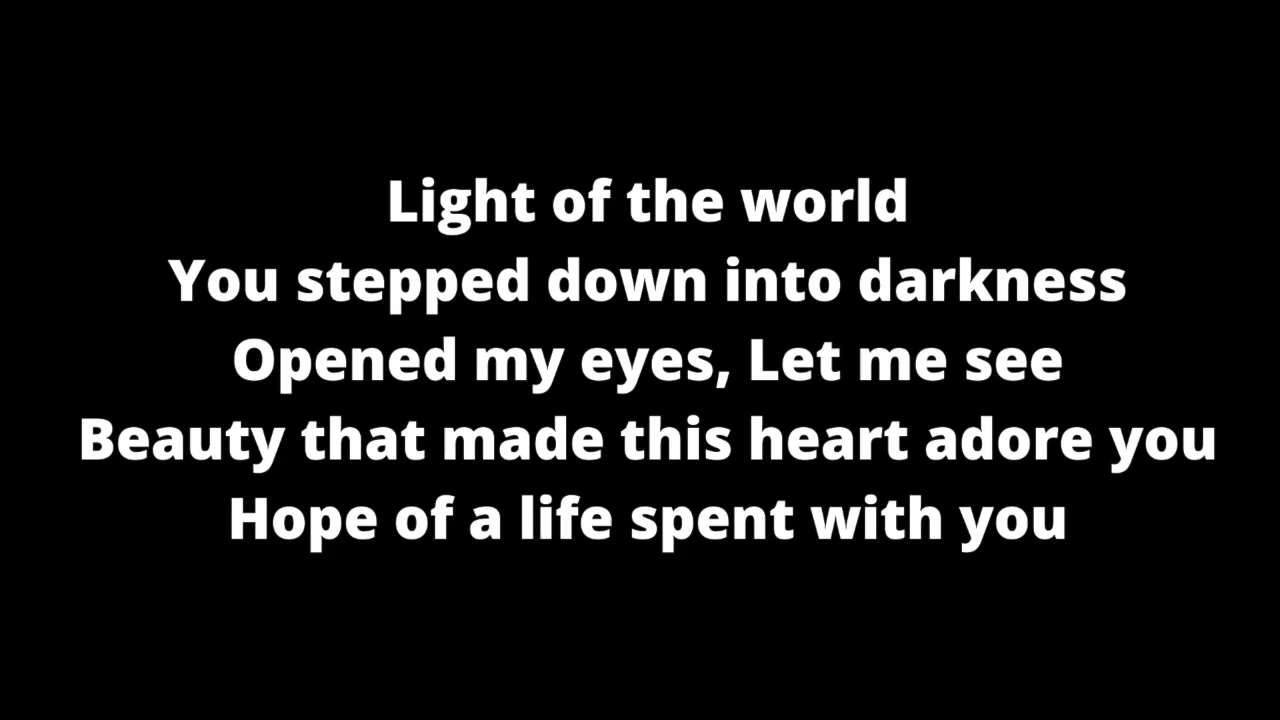 Light of the world
You stepped down into darkness
Opened my eyes, Let me see
Beauty that made this heart adore you
Hope of a life spent with you